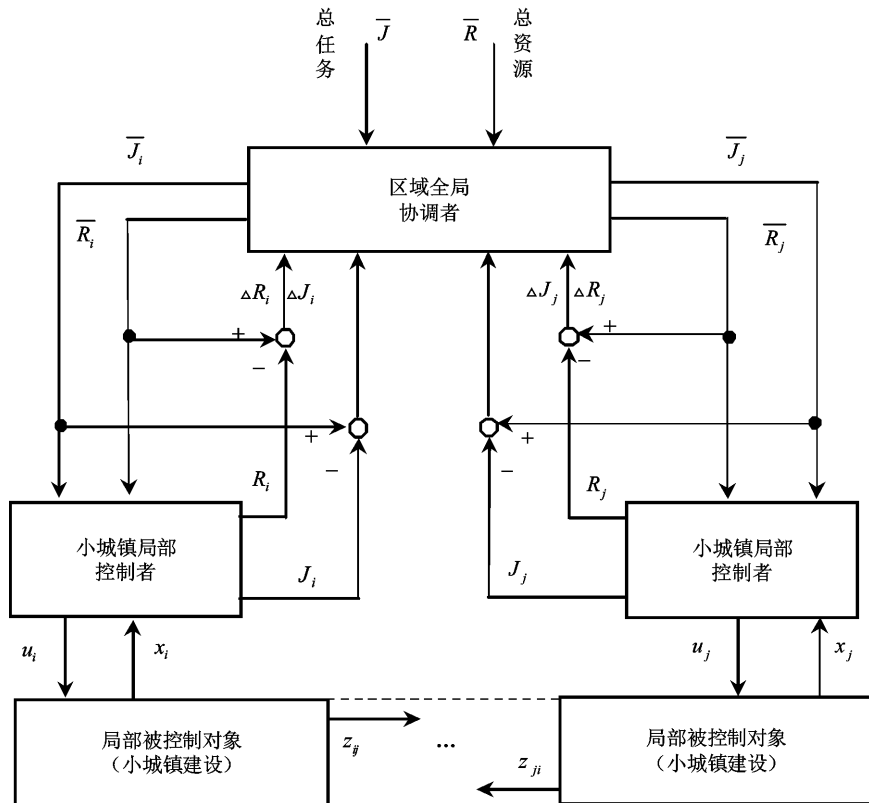 总任务
J̅
R̅
总资源
J̅ᵢ
J̅ⱼ
区域全局
协调者
R̅ᵢ
R̅ⱼ
△Rᵢ △Jᵢ
△Jⱼ △Rⱼ
+
+
−
−
+
+
−
−
Rᵢ
Rⱼ
小城镇局部
控制者
小城镇局部
控制者
Jᵢ
Jⱼ
uᵢ
xᵢ
uⱼ
xⱼ
局部被控制对象
（小城镇建设）
zᵢⱼ
...
局部被控制对象
（小城镇建设）
zⱼᵢ